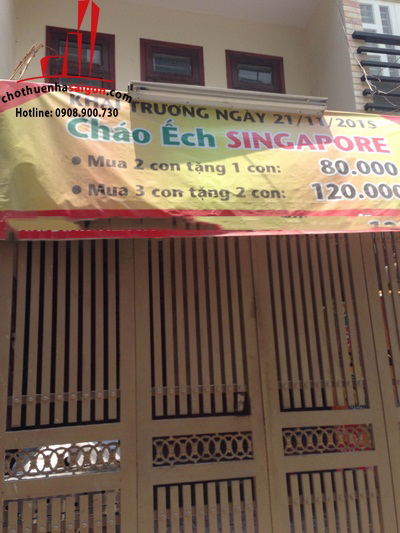 chothuenhasaigon.com
Hotline: 0908.900.730
KHAI TRƯƠNG NGÀY 21/11/2015
Cháo Ếch SINGAPORE
• Mua 2 con tặng 1 con: 80.000
• Mua 3 con tặng 2 con: 120.000